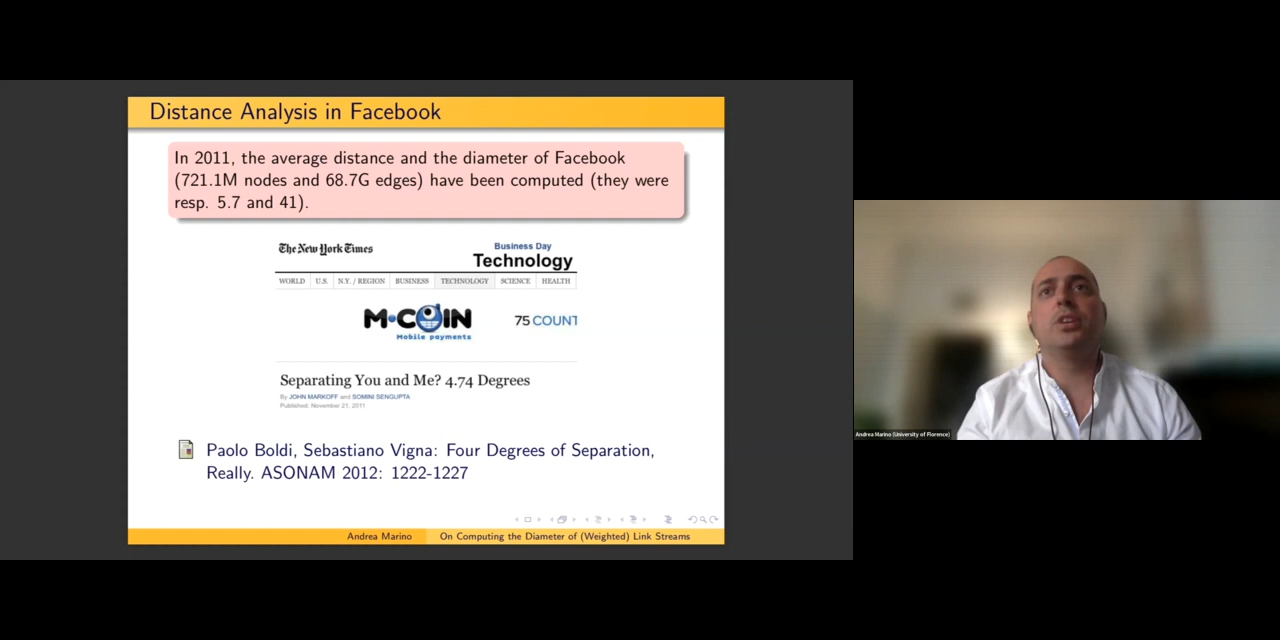 Distance Analysis in Facebook
In 2011, the average distance and the diameter of Facebook
(721.1M nodes and 68.7G edges) have been computed (they were
resp. 5.7 and 41).
The New York Times
Business Day
Technology
WORLD U.S. N.Y. / REGION BUSINESS TECHNOLOGY SCIENCE HEALTH
M·COIN
Mobile payments
75 COUNT
Separating You and Me? 4.74 Degrees
By JOHN MARKOFF and SOMINI SENGUPTA
Published: November 21, 2011
Paolo Boldi, Sebastiano Vigna: Four Degrees of Separation,
Really. ASONAM 2012: 1222-1227
Andrea Marino On Computing the Diameter of (Weighted) Link Streams
Andrea Marino (University of Florence)